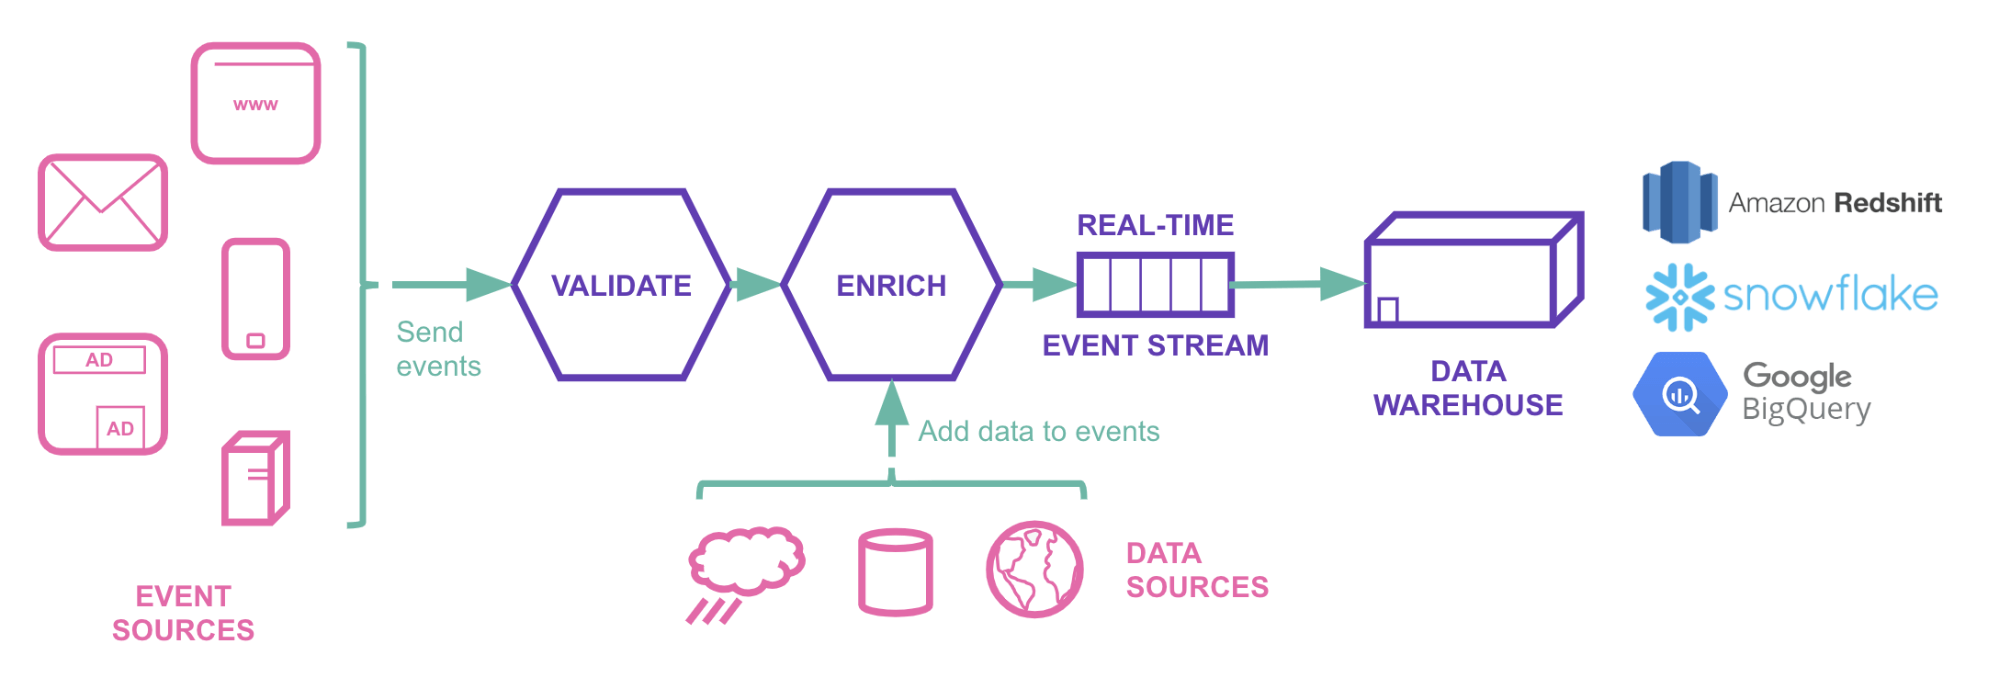 www
AD
AD
EVENT
SOURCES
Send
events
VALIDATE
ENRICH
Add data to events
DATA
SOURCES
REAL-TIME
EVENT STREAM
DATA
WAREHOUSE
Amazon Redshift
snowflake
Google
BigQuery